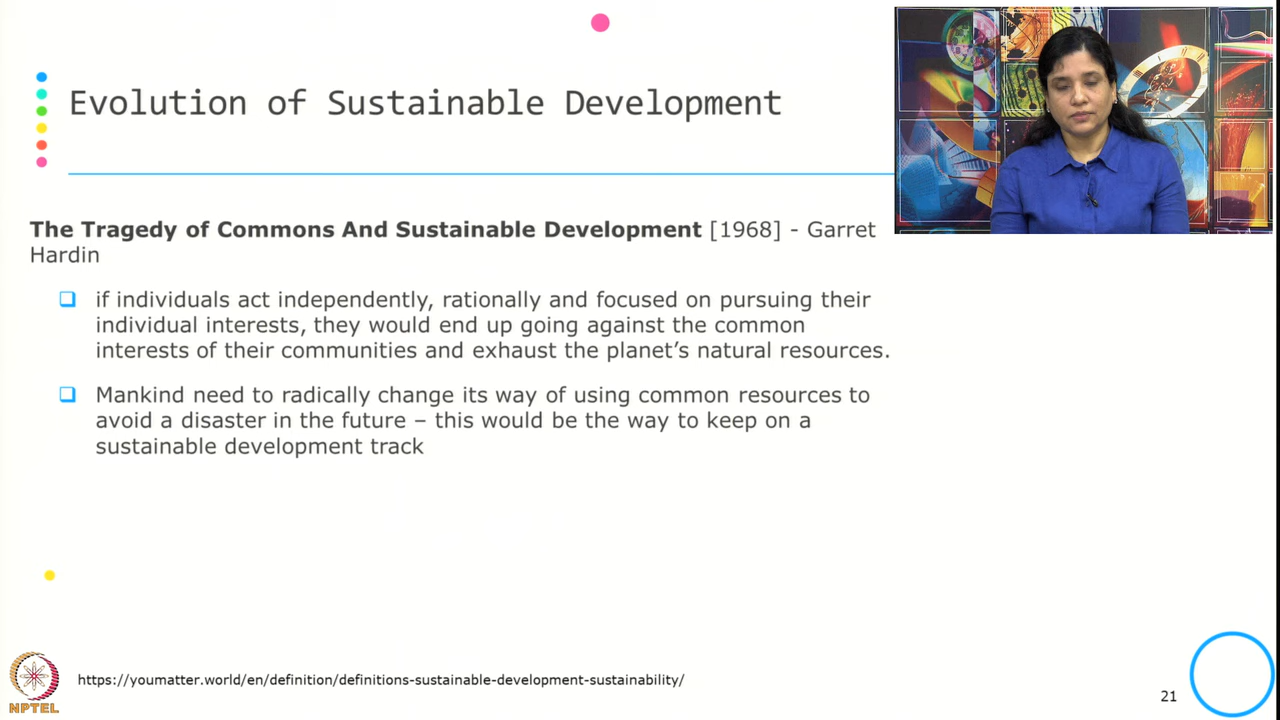 Evolution of Sustainable Development
The Tragedy of Commons And Sustainable Development [1968] - Garret
Hardin
if individuals act independently, rationally and focused on pursuing their
individual interests, they would end up going against the common
interests of their communities and exhaust the planet’s natural resources.
Mankind need to radically change its way of using common resources to
avoid a disaster in the future – this would be the way to keep on a
sustainable development track
NPTEL
https://youmatter.world/en/definition/definitions-sustainable-development-sustainability/
21